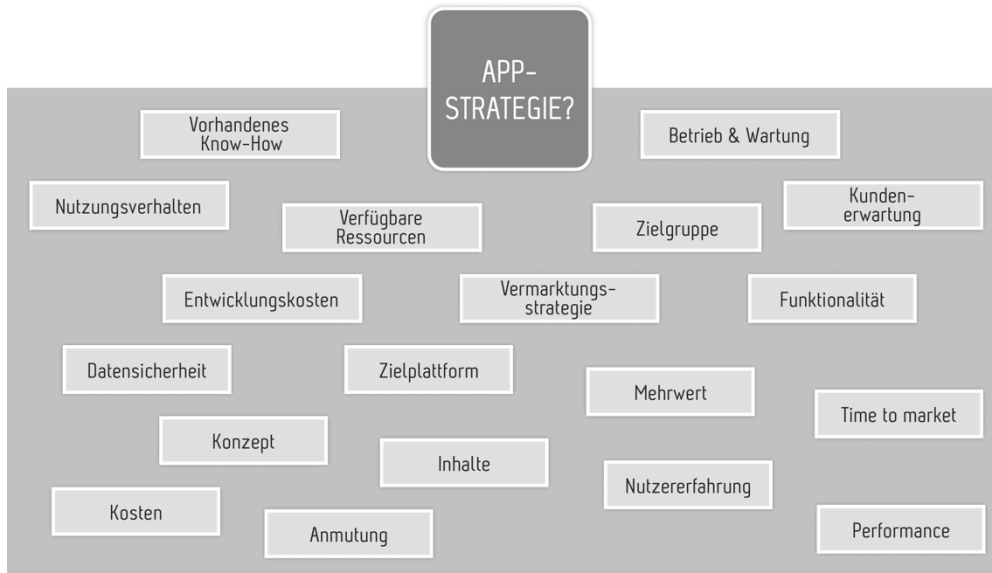 APP-
STRATEGIE?
Vorhandenes
Know-How
Betrieb & Wartung
Nutzungsverhalten
Kunden-
erwartung
Verfügbare
Ressourcen
Zielgruppe
Entwicklungskosten
Vermarktungs-
strategie
Funktionalität
Datensicherheit
Zielplattform
Mehrwert
Time to market
Konzept
Inhalte
Nutzererfahrung
Kosten
Anmutung
Performance